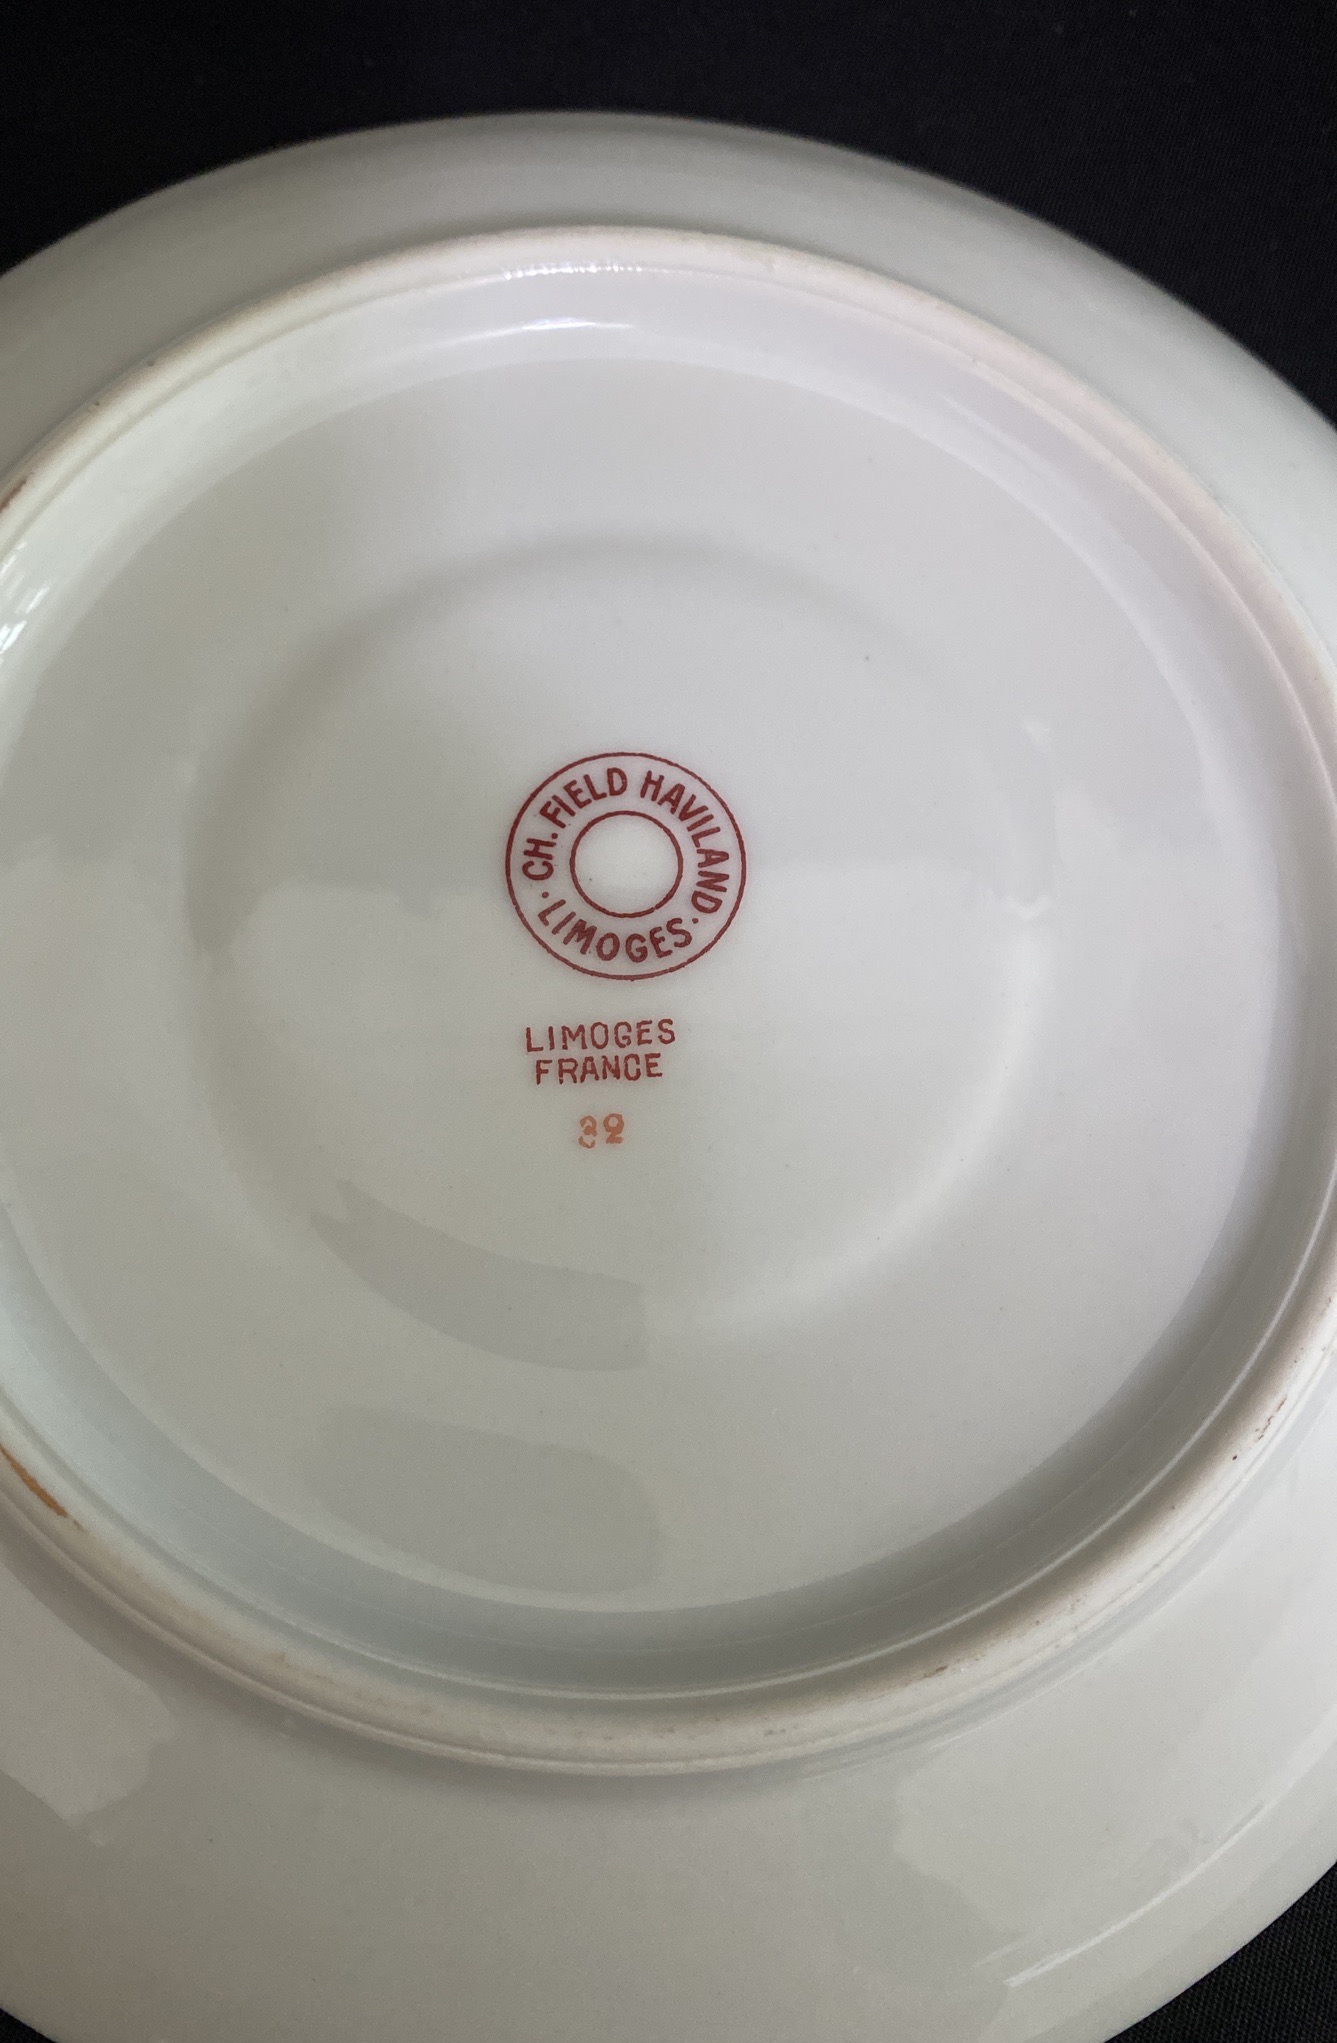 CH. FIELD HAVILAND
· LIMOGES ·
LIMOGES
FRANCE
32